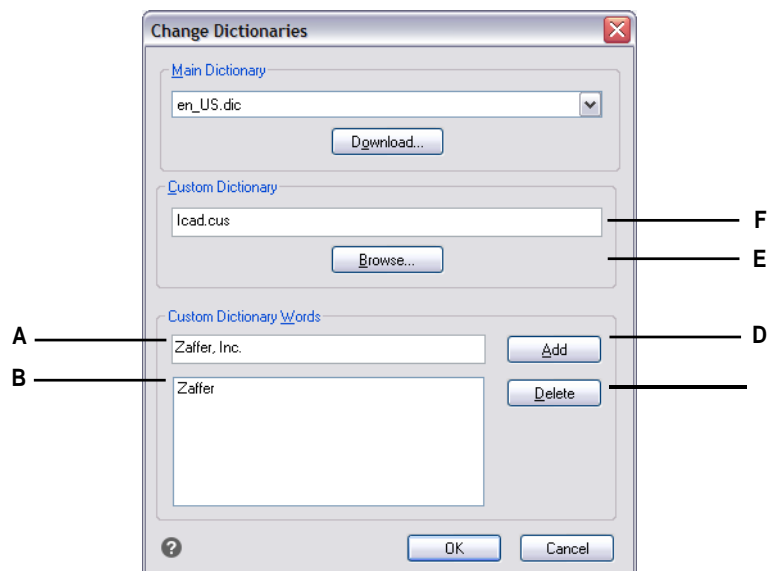 Change Dictionaries
Main Dictionary
en_US.dic
Download...
Custom Dictionary
Icad.cus
F
Browse...
E
Custom Dictionary Words
A
Zaffer, Inc.
Add
D
B
Zaffer
Delete
?
OK
Cancel